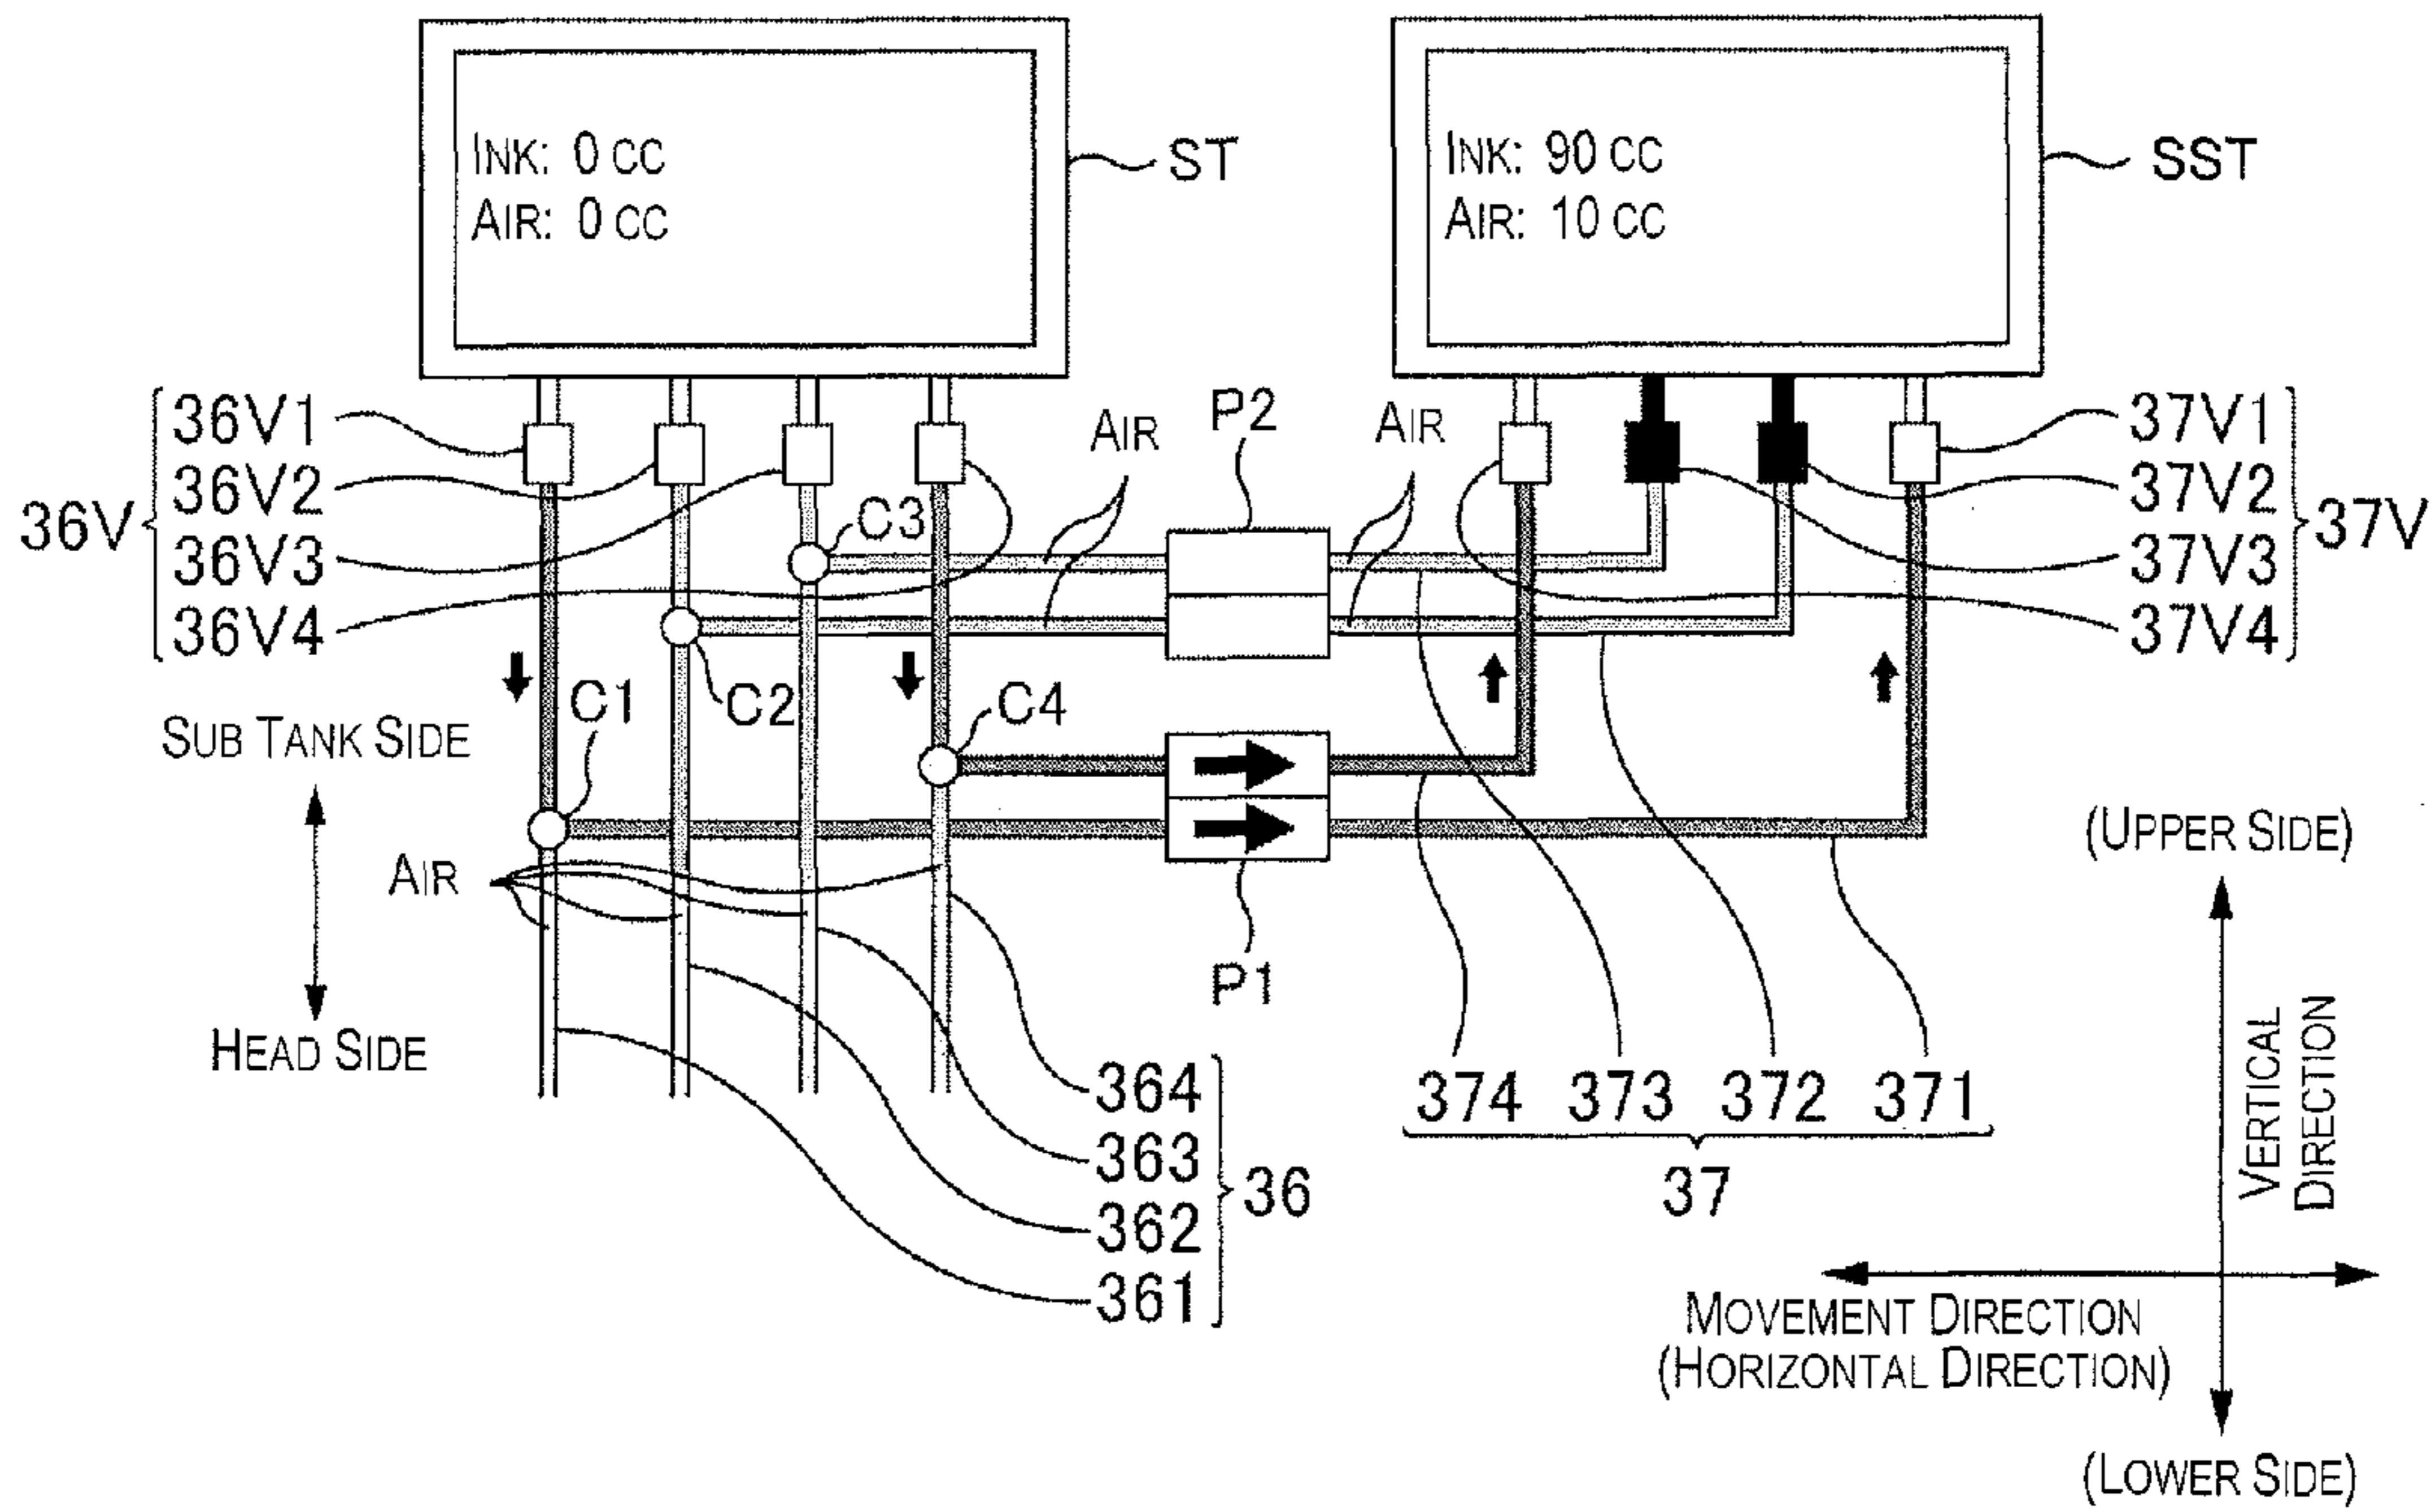 INK: 0 CC
AIR: 0 CC
ST
INK: 90 CC
AIR: 10 CC
SST
36V
36V1
36V2
36V3
36V4
AIR
P2
AIR
37V1
37V2
37V3
37V4
37V
C3
C2
C1
C4
SUB TANK SIDE
AIR
HEAD SIDE
P1
(UPPER SIDE)
VERTICAL
DIRECTION
364
363
362
361
36
374 373 372 371
37
MOVEMENT DIRECTION
(HORIZONTAL DIRECTION)
(LOWER SIDE)